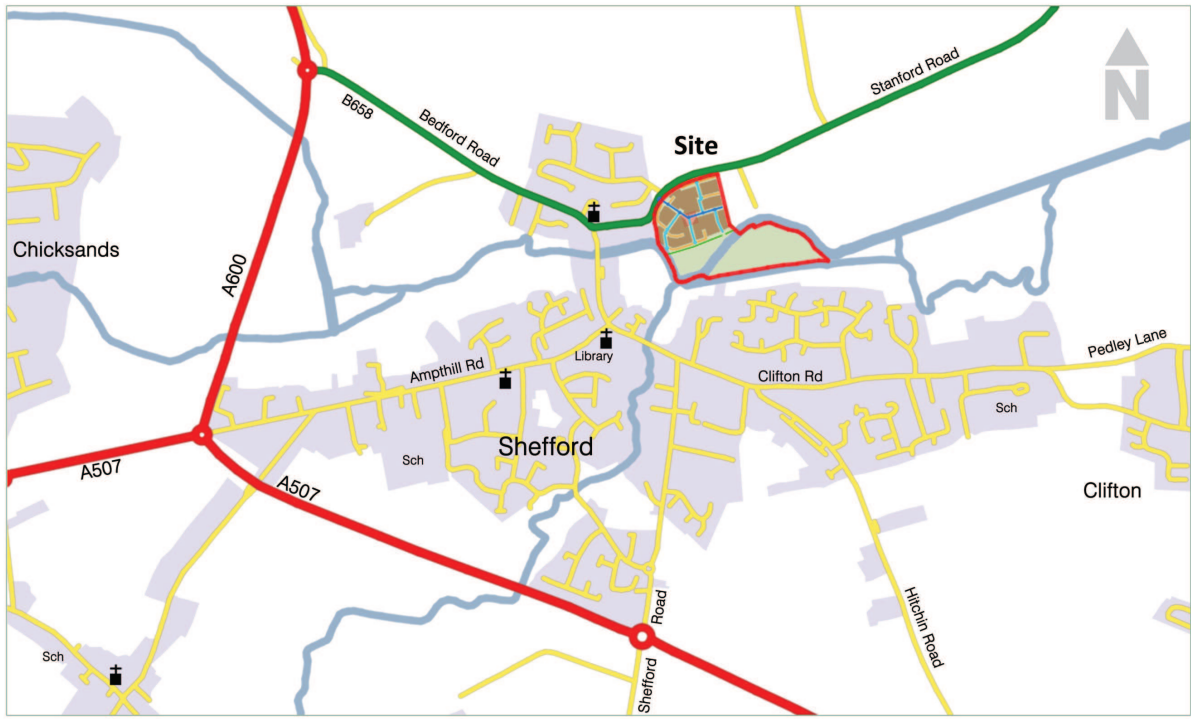 Stanford Road
B658
Bedford Road
N
Site
Chicksands
A600
Library
Ampthill Rd
Clifton Rd
Pedley Lane
Sch
Shefford
Sch
A507
A507
Clifton
Hitchin Road
Shefford Road
Sch